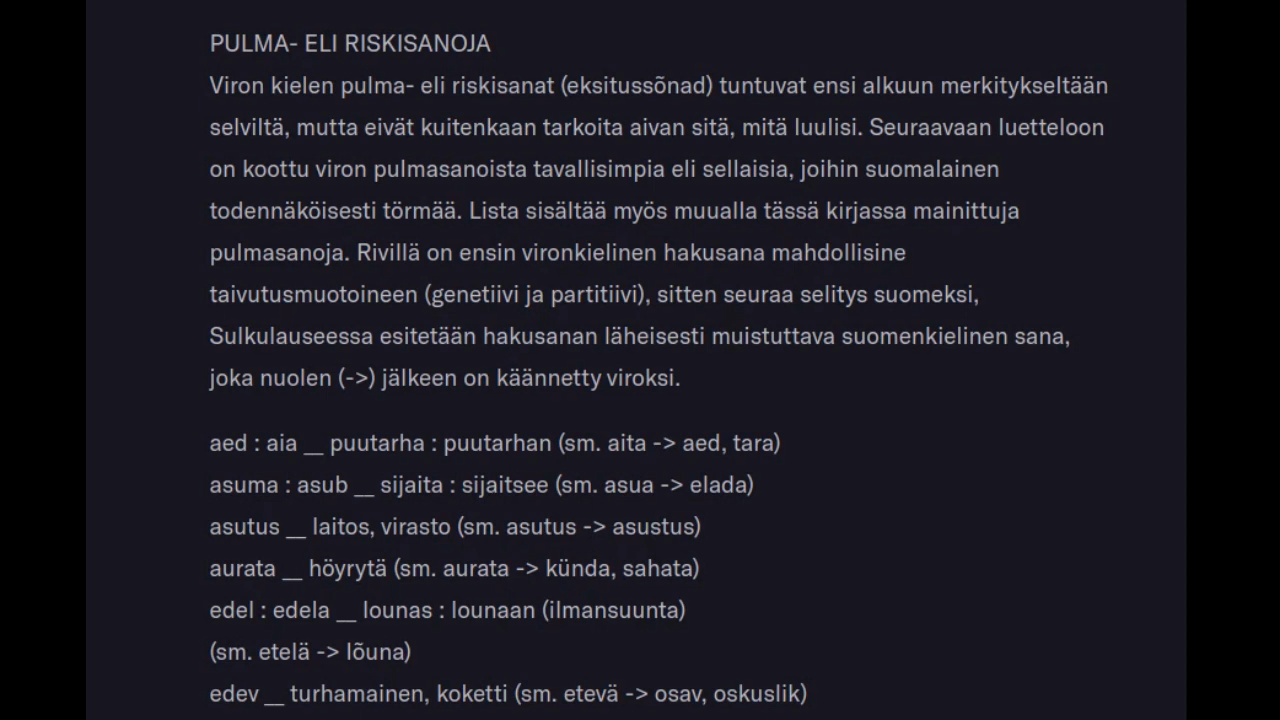 PULMA- ELI RISKISANOJA
Viron kielen pulma- eli riskisanat (eksitussõnad) tuntuvat ensi alkuun merkitykseltään
selviltä, mutta eivät kuitenkaan tarkoita aivan sitä, mitä luulisi. Seuraavaan luetteloon
on koottu viron pulmasanoista tavallisimpia eli sellaisia, joihin suomalainen
todennäköisesti törmää. Lista sisältää myös muualla tässä kirjassa mainittuja
pulmasanoja. Rivillä on ensin vironkielinen hakusana mahdollisine
taivutusmuotoineen (genetiivi ja partitiivi), sitten seuraa selitys suomeksi,
Sulkulauseessa esitetään hakusanan läheisesti muistuttava suomenkielinen sana,
joka nuolen (->) jälkeen on käännetty viroksi.
aed : aia __ puutarha : puutarhan (sm. aita -> aed, tara)
asuma : asub __ sijaita : sijaitsee (sm. asua -> elada)
asutus __ laitos, virasto (sm. asutus -> asustus)
aurata __ höyrytä (sm. aurata -> künda, sahata)
edel : edela __ lounas : lounaan (ilmansuunta)
(sm. etelä -> lõuna)
edev __ turhamainen, koketti (sm. etevä -> osav, oskuslik)